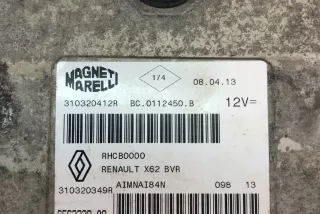 MAGNETI
MARELLI
174
08.04.13
310320412R
BC.0112450.B
12V=
RHCB0000
RENAULT X62 BVR
310320349R
AIMNAI84N
098 13